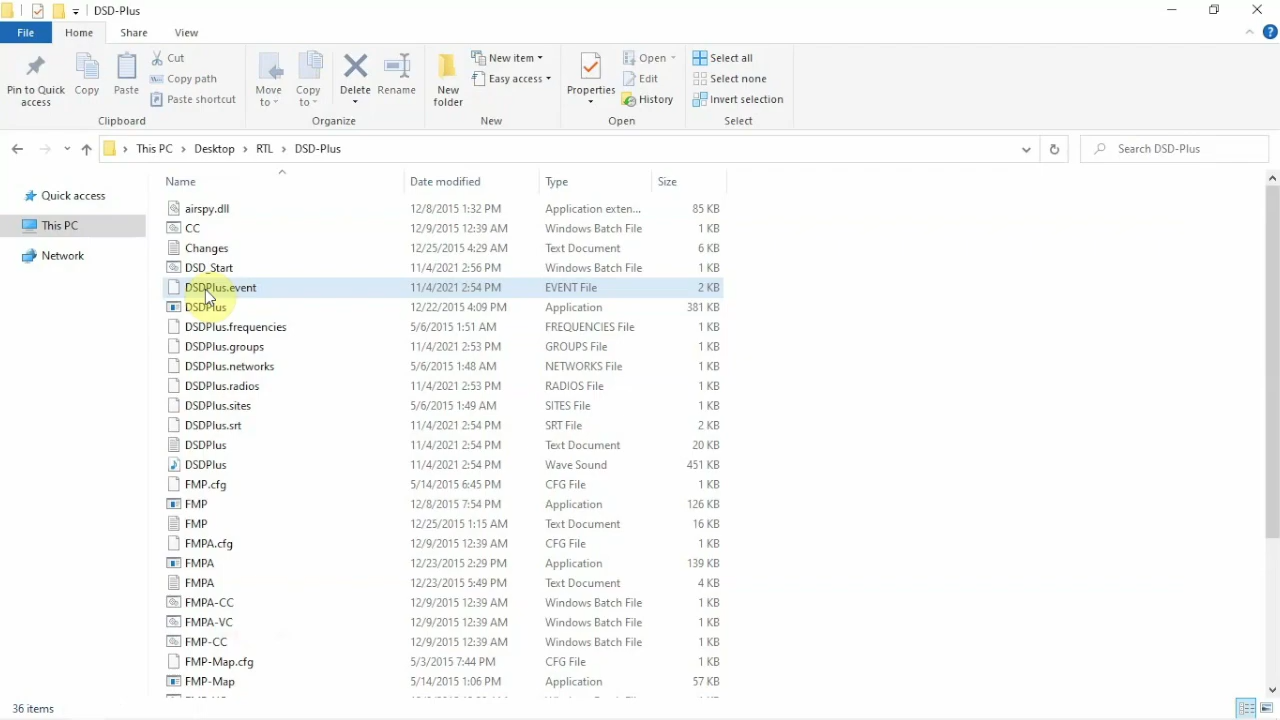 DSD-Plus
File Home Share View
Pin to Quick access
Copy
Paste
Cut
Copy path
Paste shortcut
Clipboard
Move to
Copy to
Delete
Rename
Organize
New folder
New item
Easy access
New
Properties
Open
Edit
History
Open
Select all
Select none
Invert selection
Select
This PC > Desktop > RTL > DSD-Plus
Search DSD-Plus
Quick access
This PC
Network
Name Date modified Type Size
airspy.dll 12/8/2015 1:32 PM Application exten... 85 KB
CC 12/9/2015 12:39 AM Windows Batch File 1 KB
Changes 12/25/2015 4:29 AM Text Document 6 KB
DSD_Start 11/4/2021 2:56 PM Windows Batch File 1 KB
DSDPlus.event 11/4/2021 2:54 PM EVENT File 2 KB
DSDPlus 12/22/2015 4:09 PM Application 381 KB
DSDPlus.frequencies 5/6/2015 1:51 AM FREQUENCIES File 1 KB
DSDPlus.groups 11/4/2021 2:53 PM GROUPS File 1 KB
DSDPlus.networks 5/6/2015 1:48 AM NETWORKS File 1 KB
DSDPlus.radios 11/4/2021 2:53 PM RADIOS File 1 KB
DSDPlus.sites 5/6/2015 1:49 AM SITES File 1 KB
DSDPlus.srt 11/4/2021 2:54 PM SRT File 2 KB
DSDPlus 11/4/2021 2:54 PM Text Document 20 KB
DSDPlus 11/4/2021 2:54 PM Wave Sound 451 KB
FMP.cfg 5/14/2015 6:45 PM CFG File 1 KB
FMP 12/8/2015 7:54 PM Application 126 KB
FMP 12/25/2015 1:15 AM Text Document 16 KB
FMPA.cfg 12/9/2015 12:39 AM CFG File 1 KB
FMPA 12/23/2015 2:29 PM Application 139 KB
FMPA 12/23/2015 5:49 PM Text Document 4 KB
FMPA-CC 12/9/2015 12:39 AM Windows Batch File 1 KB
FMPA-VC 12/9/2015 12:39 AM Windows Batch File 1 KB
FMP-CC 12/9/2015 12:39 AM Windows Batch File 1 KB
FMP-Map.cfg 5/3/2015 7:44 PM CFG File 1 KB
FMP-Map 5/14/2015 1:06 PM Application 57 KB
36 items